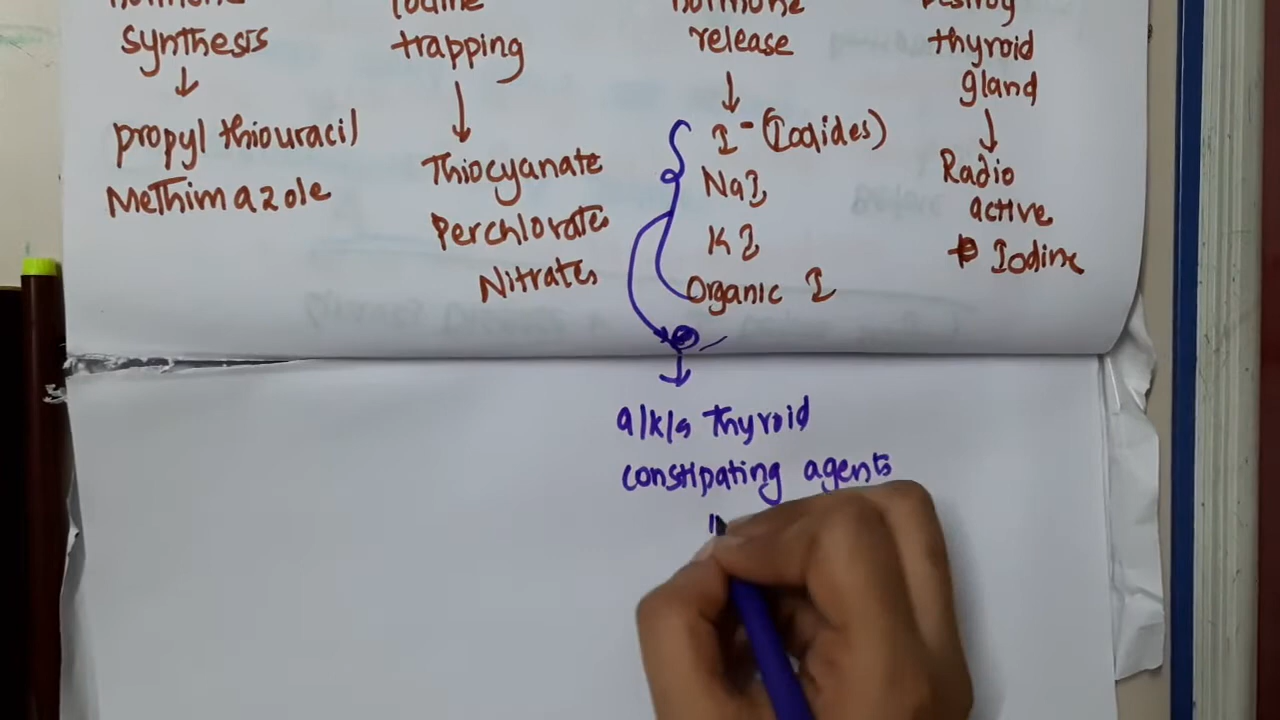 synthesis
propyl thiouracil
Methimazole
trapping
Thiocyanate
Perchlorates
Nitrates
release
I-(Iodides)
NaI,
KI
Organic I
thyroid
gland
Radio
active
Iodine
a/k/a Thyroid
constipating agents